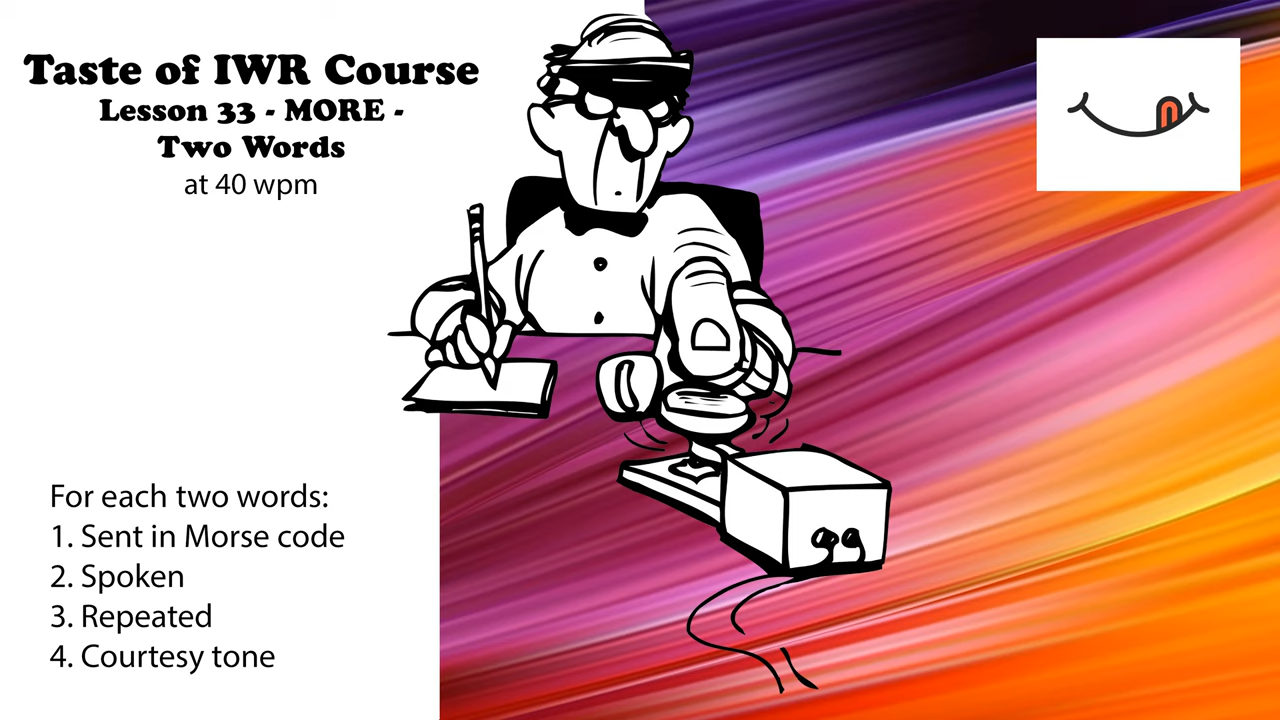 Taste of IWR Course
Lesson 33 - MORE -
Two Words
at 40 wpm
For each two words:
1. Sent in Morse code
2. Spoken
3. Repeated
4. Courtesy tone